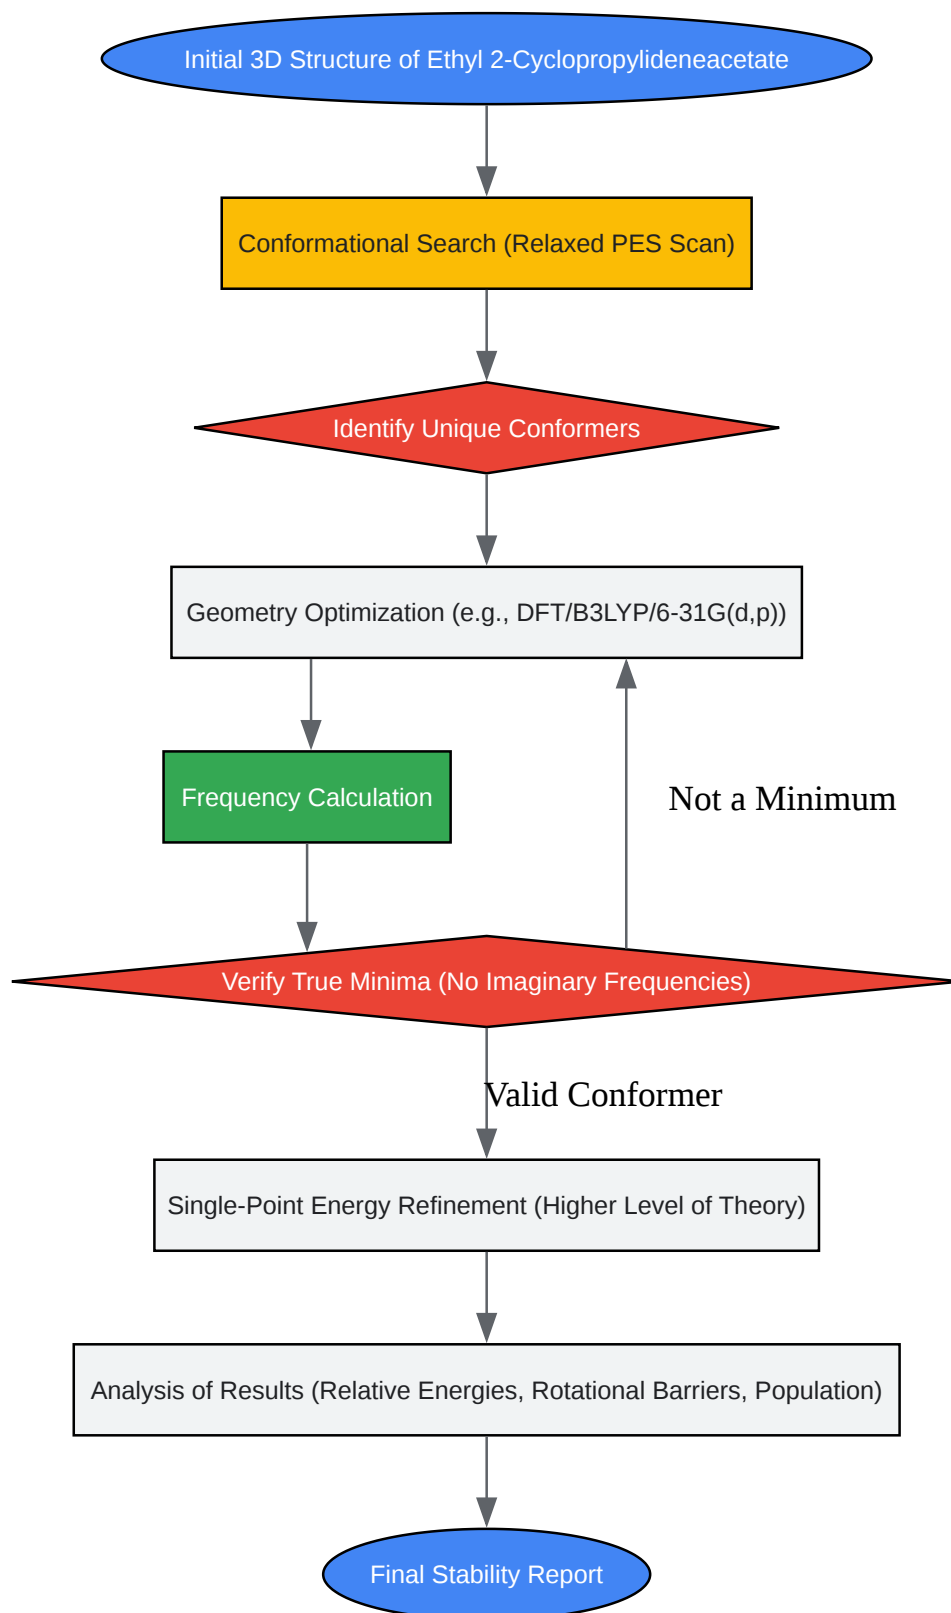 Initial 3D Structure of Ethyl 2-Cyclopropylideneacetate
Conformational Search (Relaxed PES Scan)
Identify Unique Conformers
Geometry Optimization (e.g., DFT/B3LYP/6-31G(d,p))
Frequency Calculation
Not a Minimum
Verify True Minima (No Imaginary Frequencies)
Valid Conformer
Single-Point Energy Refinement (Higher Level of Theory)
Analysis of Results (Relative Energies, Rotational Barriers, Population)
Final Stability Report